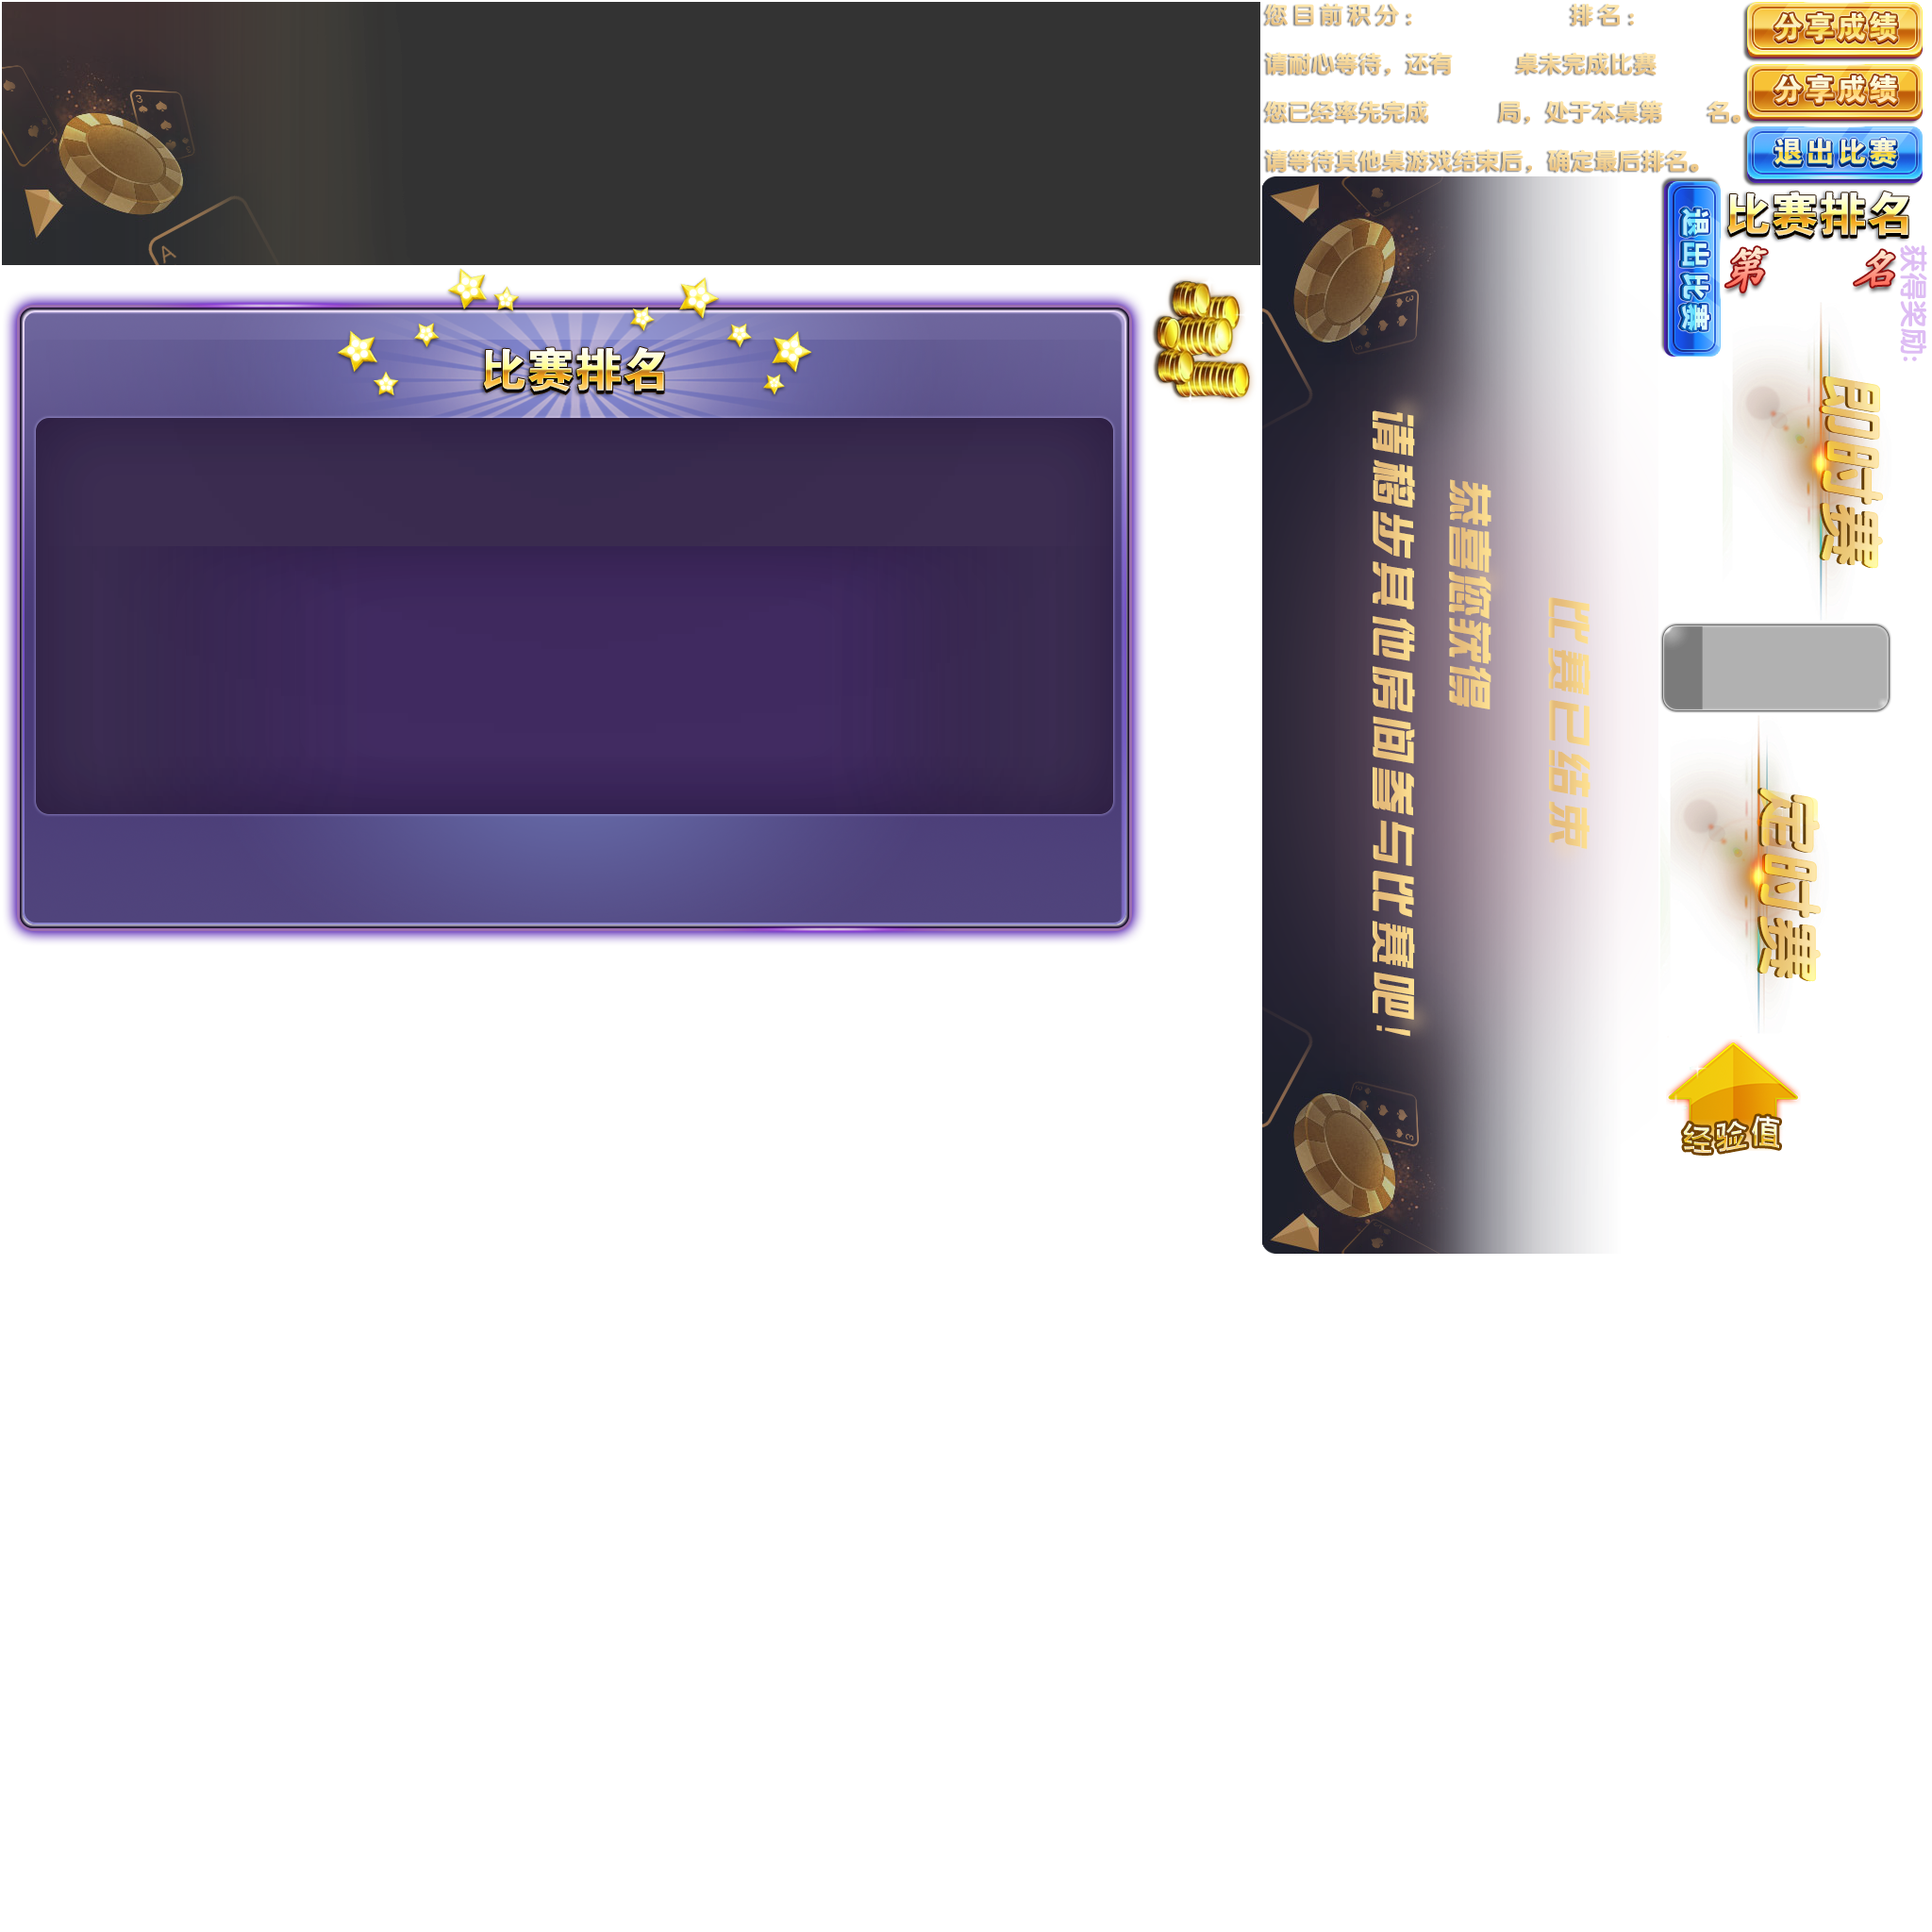 您目前积分： 排名：
请耐心等待，还有 桌未完成比赛
您已经率先完成 局，处于本桌第 名。
请等待其他桌游戏结束后，确定最后排名。
分享成绩
分享成绩
退出比赛
退出比赛
比赛排名
第 名
获得奖励:
3
A
比赛排名
即时赛
比赛已结束
恭喜您获得
请移步其他房间参与比赛吧！
3
定时赛
3
经验值